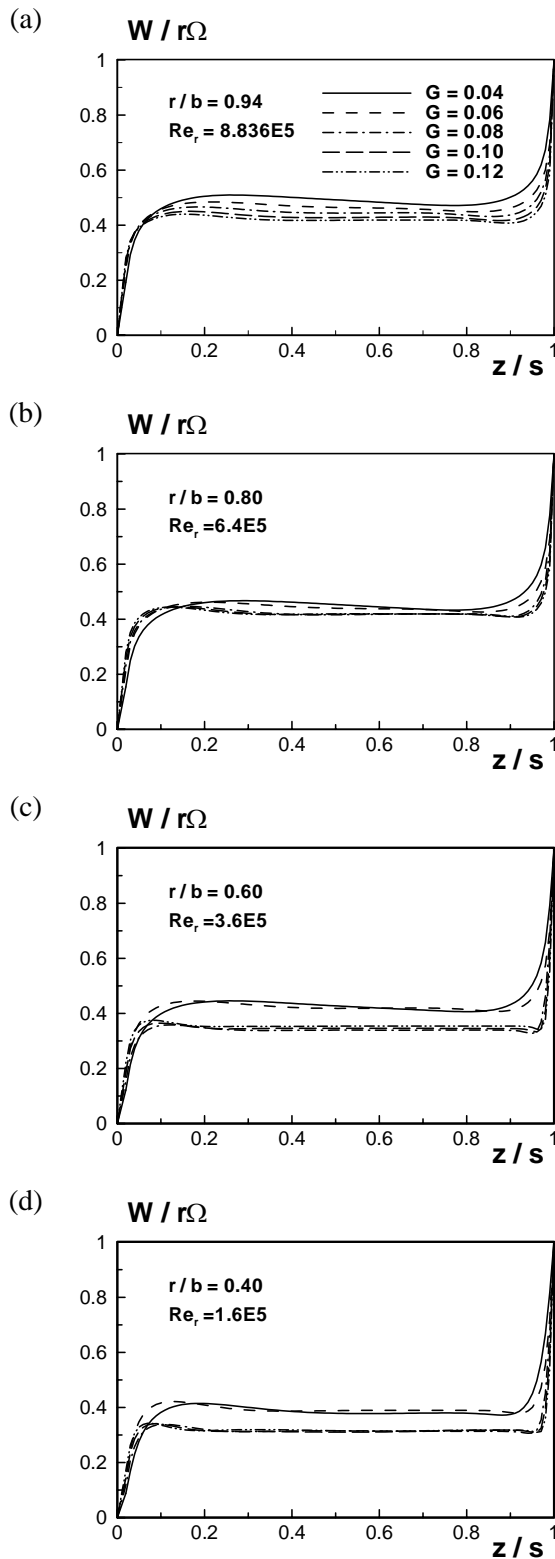 (a)
W / rΩ
1
0.8
0.6
0.4
0.2
0
r / b = 0.94
Re_r = 8.836E5
G = 0.04
G = 0.06
G = 0.08
G = 0.10
G = 0.12
0 0.2 0.4 0.6 0.8 1
z / s
(b)
W / rΩ
1
0.8
0.6
0.4
0.2
0
r / b = 0.80
Re_r =6.4E5
0 0.2 0.4 0.6 0.8 1
z / s
(c)
W / rΩ
1
0.8
0.6
0.4
0.2
0
r / b = 0.60
Re_r =3.6E5
0 0.2 0.4 0.6 0.8 1
z / s
(d)
W / rΩ
1
0.8
0.6
0.4
0.2
0
r / b = 0.40
Re_r =1.6E5
0 0.2 0.4 0.6 0.8 1
z / s